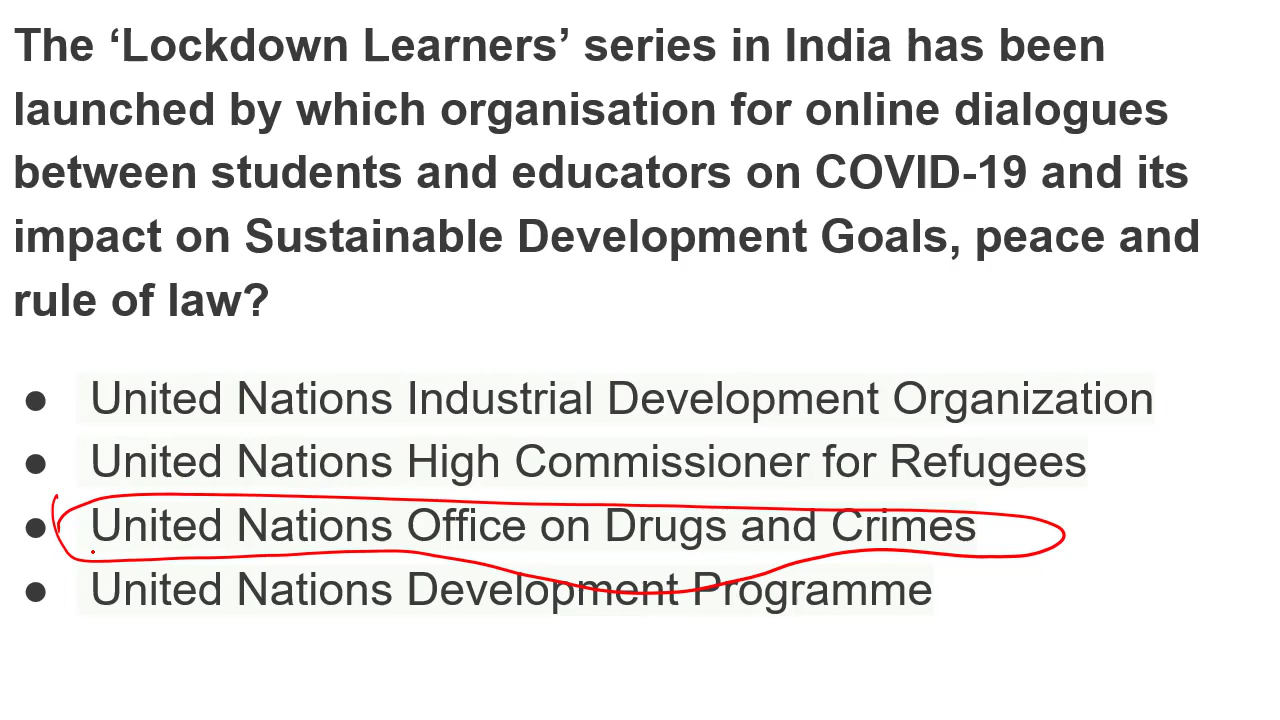 The ‘Lockdown Learners’ series in India has been
launched by which organisation for online dialogues
between students and educators on COVID-19 and its
impact on Sustainable Development Goals, peace and
rule of law?
● United Nations Industrial Development Organization
● United Nations High Commissioner for Refugees
● United Nations Office on Drugs and Crimes
● United Nations Development Programme